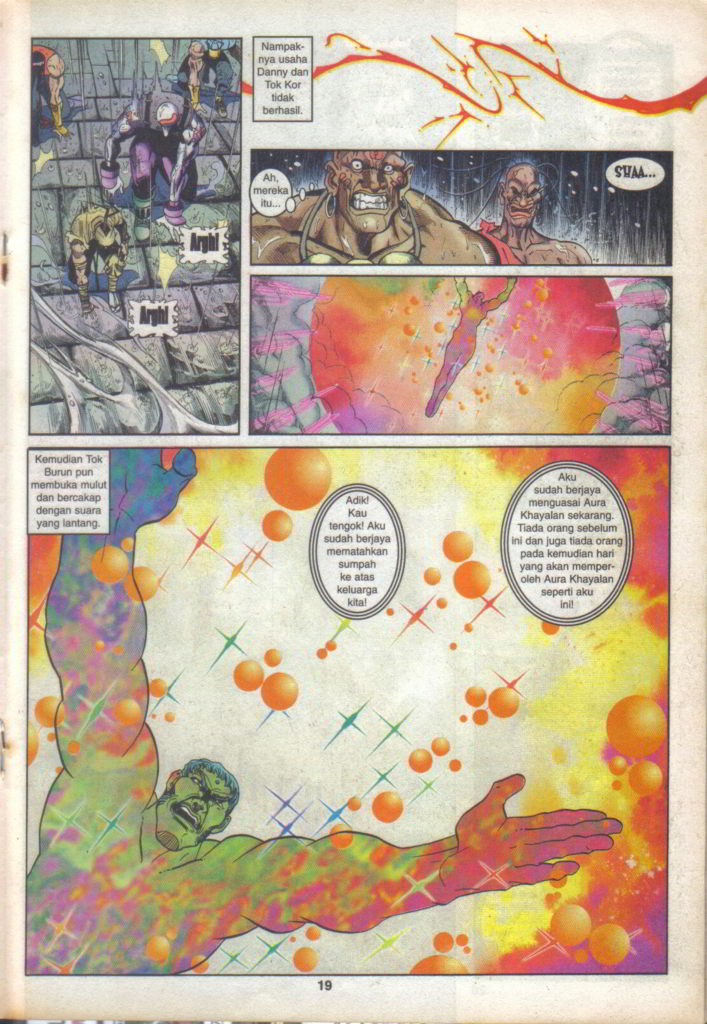 Nampak-
nya usaha
Danny dan
Tok Kor
tidak
berhasil.
Argh!
Argh!
Ah,
mereka
itu...
SHAA...
Kemudian Tok
Burun pun
membuka mulut
dan bercakap
dengan suara
yang lantang.
Adik!
Kau
tengok! Aku
sudah berjaya
mematahkan
sumpah
ke atas
keluarga
kita!
Aku
sudah berjaya
menguasai Aura
Khayalan sekarang.
Tiada orang sebelum
ini dan juga tiada orang
pada kemudian hari
yang akan memper-
oleh Aura Khayalan
seperti aku
ini!
19